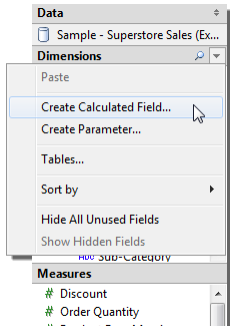 Data
Sample - Superstore Sales (Ex...
Dimensions
Paste
Create Calculated Field...
Create Parameter...
Tables...
Sort by
Hide All Unused Fields
Show Hidden Fields
Abc Sub-Category
Measures
# Discount
# Order Quantity